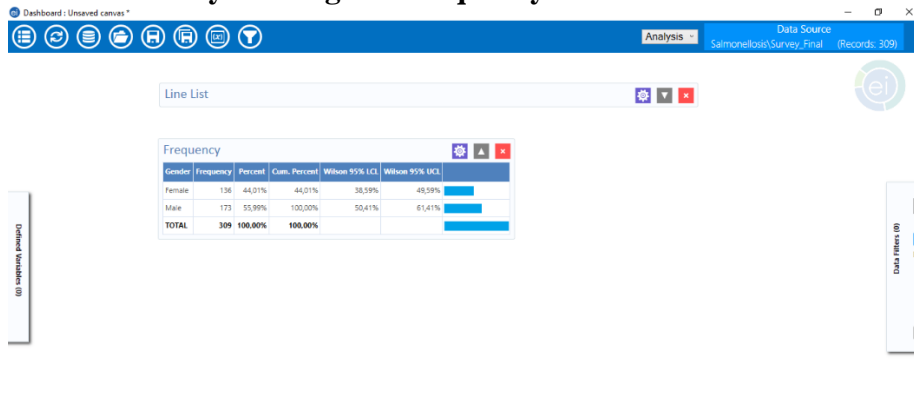 Dashboard : Unsaved canvas *
Analysis
Data Source
Salmonellosis\Survey_Final (Records: 309)
ei
Line List
Frequency
Gender Frequency Percent Cum. Percent Wilson 95% LCL Wilson 95% UCL
Female 136 44,01% 44,01% 38,59% 49,59%
Male 173 55,99% 100,00% 50,41% 61,41%
TOTAL 309 100,00% 100,00%
Defined Variables (0)
Data Filters (0)